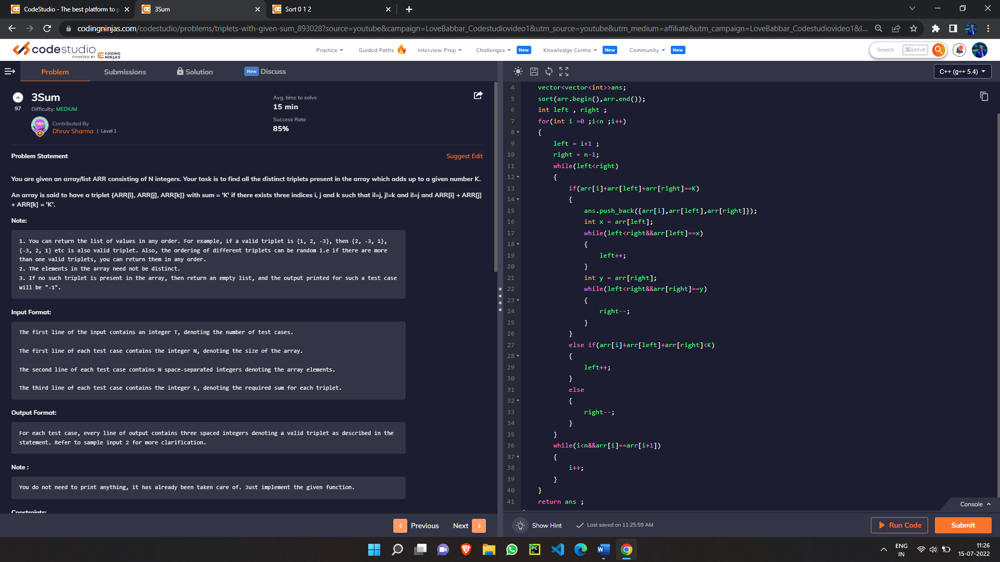 CodeStudio - The best platform to p
3Sum
Sort 0 1 2
codingninjas.com/codestudio/problems/triplets-with-given-sum_893028?source=youtube&campaign=LoveBabbar_Codestudiovideo1&utm_source=youtube&utm_medium=affiliate&utm_campaign=LoveBabbar_Codestudiovideo1&l...
codestudio
POWERED BY CODING NINJAS
Practice
Guided Paths
Interview Prep
Challenges New
Knowledge Centre New
Community New
Search ⌘/ctrl+K
Problem
Submissions
Solution
New Discuss
C++ (g++ 5.4)
97
3Sum
Difficulty: MEDIUM
Contributed By
Dhruv Sharma | Level 1
Avg. time to solve
15 min
Success Rate
85%
Problem Statement
Suggest Edit
You are given an array/list ARR consisting of N integers. Your task is to find all the distinct triplets present in the array which adds up to a given number K.
An array is said to have a triplet {ARR[i], ARR[j], ARR[k]} with sum = 'K' if there exists three indices i, j and k such that i!=j, j!=k and i!=j and ARR[i] + ARR[j]
+ ARR[k] = 'K'.
Note:
1. You can return the list of values in any order. For example, if a valid triplet is {1, 2, -3}, then {2, -3, 1},
{-3, 2, 1} etc is also valid triplet. Also, the ordering of different triplets can be random i.e if there are more
than one valid triplets, you can return them in any order.
2. The elements in the array need not be distinct.
3. If no such triplet is present in the array, then return an empty list, and the output printed for such a test case
will be "-1".
Input Format:
The first line of the input contains an integer T, denoting the number of test cases.
The first line of each test case contains the integer N, denoting the size of the array.
The second line of each test case contains N space-separated integers denoting the array elements.
The third line of each test case contains the integer K, denoting the required sum for each triplet.
Output Format:
For each test case, every line of output contains three spaced integers denoting a valid triplet as described in the
statement. Refer to sample input 2 for more clarification.
Note :
You do not need to print anything, it has already been taken care of. Just implement the given function.
Constraints:
Previous
Next
4 vector<vector<int>>ans;
5 sort(arr.begin(),arr.end());
6 int left , right ;
7 for(int i =0 ;i<n ;i++)
8 {
9 left = i+1 ;
10 right = n-1;
11 while(left<right)
12 {
13 if(arr[i]+arr[left]+arr[right]==K)
14 {
15 ans.push_back({arr[i],arr[left],arr[right]});
16 int x = arr[left];
17 while(left<right&&arr[left]==x)
18 {
19 left++;
20 }
21 int y = arr[right];
22 while(left<right&&arr[right]==y)
23 {
24 right--;
25 }
26 }
27 else if(arr[i]+arr[left]+arr[right]<K)
28 {
29 left++;
30 }
31 else
32 {
33 right--;
34 }
35 }
36 while(i<n&&arr[i]==arr[i+1])
37 {
38 i++;
39 }
40 }
41 return ans ;
Console
Show Hint
Last saved on 11:25:59 AM
Run Code
Submit
ENG
IN
11:26
15-07-2022